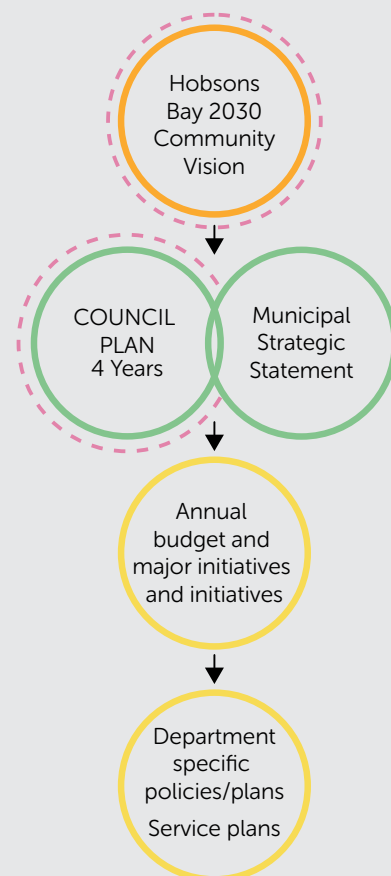 Hobsons
Bay 2030
Community
Vision
COUNCIL
PLAN
4 Years
Municipal
Strategic
Statement
Annual
budget and
major initiatives
and initiatives
Department
specific
policies/plans
Service plans